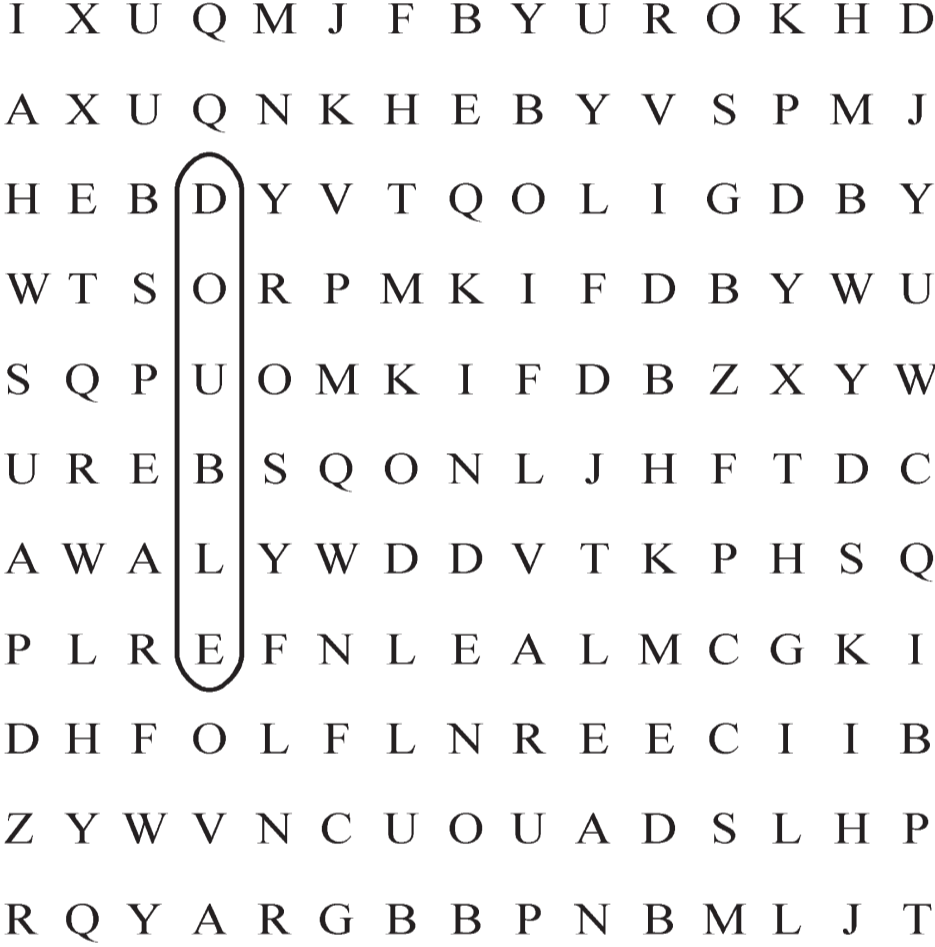 I X U Q M J F B Y U R O K H D
A X U Q N K H E B Y V S P M J
H E B D Y V T Q O L I G D B Y
W T S O R P M K I F D B Y W U
S Q P U O M K I F D B Z X Y W
U R E B S Q O N L J H F T D C
A W A L Y W D D V T K P H S Q
P L R E F N L E A L M C G K I
D H F O L F L N R E E C I I B
Z Y W V N C U O U A D S L H P
R Q Y A R G B B P N B M L J T